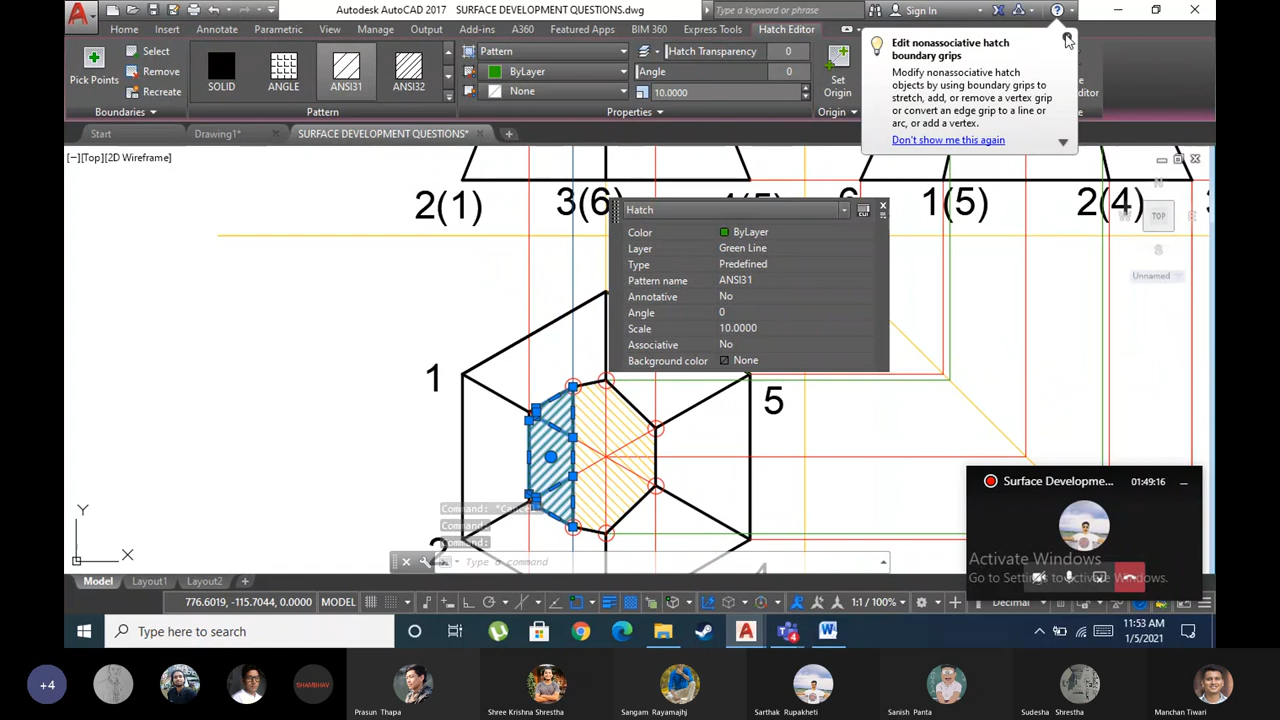 Autodesk AutoCAD 2017 SURFACE DEVELOPMENT QUESTIONS.dwg
Type a keyword or phrase
Sign In
Home Insert Annotate Parametric View Manage Output Add-ins A360 Express Tools Featured Apps BIM 360 Performance Hatch Editor
Pick Points
Select
Remove
Recreate
Boundaries
SOLID ANGLE ANSI31 ANSI32
Pattern
Pattern
ByLayer
None
Hatch Transparency 0
Angle 0
10.0000
Properties
Set
Origin
Origin
Edit nonassociative hatch
boundary grips
Modify nonassociative hatch
objects by using boundary grips to
stretch, add, or remove a vertex grip
or convert an edge grip to a line or
arc, or add a vertex.
Don't show me this again
Start Drawing1* SURFACE DEVELOPMENT QUESTIONS*
[−][Top][2D Wireframe]
2(1) 3(6) 1(5) 2(4)
TOP
E
S
Unnamed
Hatch
Color ByLayer
Layer Green Line
Type Predefined
Pattern name ANSI31
Annotative No
Angle 0
Scale 10.0000
Associative No
Background color None
1
5
Y
X
Command: *Cancel
Command:
Command:
Type a command
Surface Developme... 01:49:16
Activate Windows
Go to Settings to activate Windows.
Model Layout1 Layout2
776.6019, -115.7044, 0.0000 MODEL 1:1 / 100% Decimal
Type here to search
11:53 AM
1/5/2021
+4
SHAMBHAV
Prasun Thapa Shree Krishna Shrestha Sangam Rayamajhi Sarthak Rupakheti Sanish Panta Sudesha Shrestha Manchan Tiwari